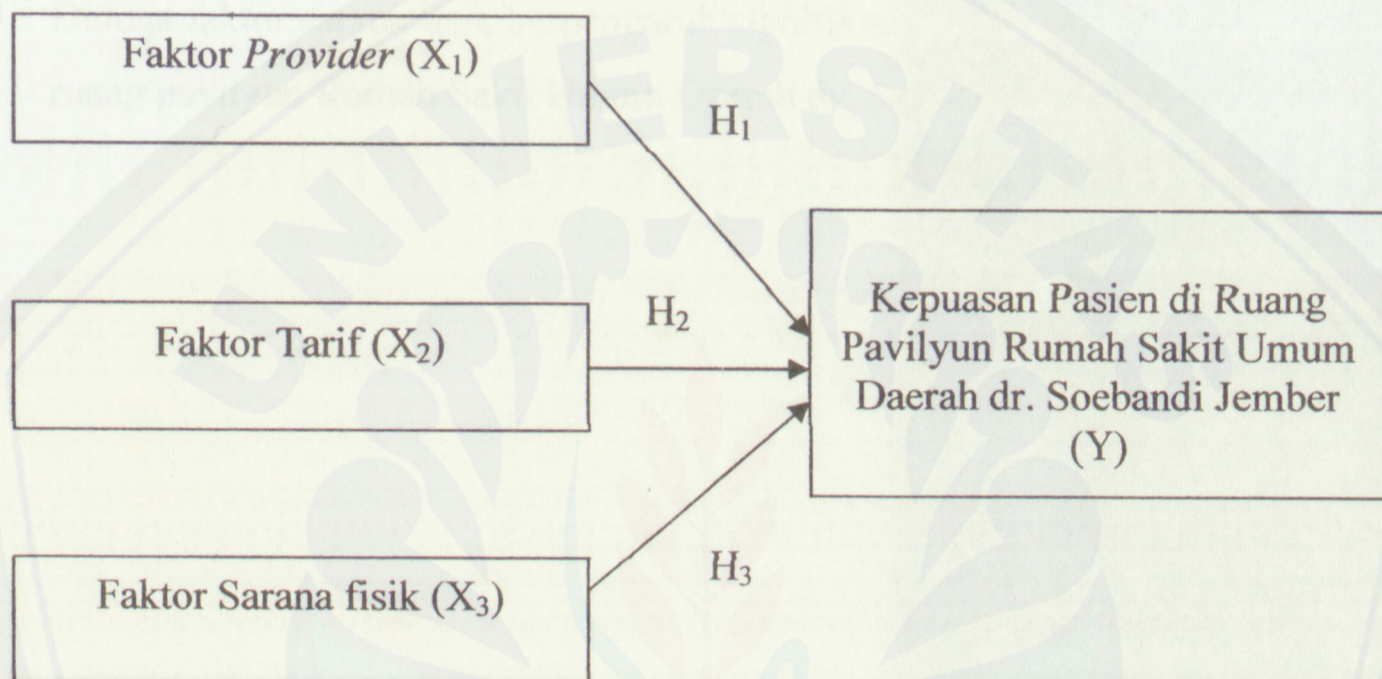 Faktor Provider (X₁)
H₁
Faktor Tarif (X₂)
H₂
Kepuasan Pasien di Ruang
Pavilyun Rumah Sakit Umum
Daerah dr. Soebandi Jember
(Y)
Faktor Sarana fisik (X₃)
H₃
UNIVERSITAS